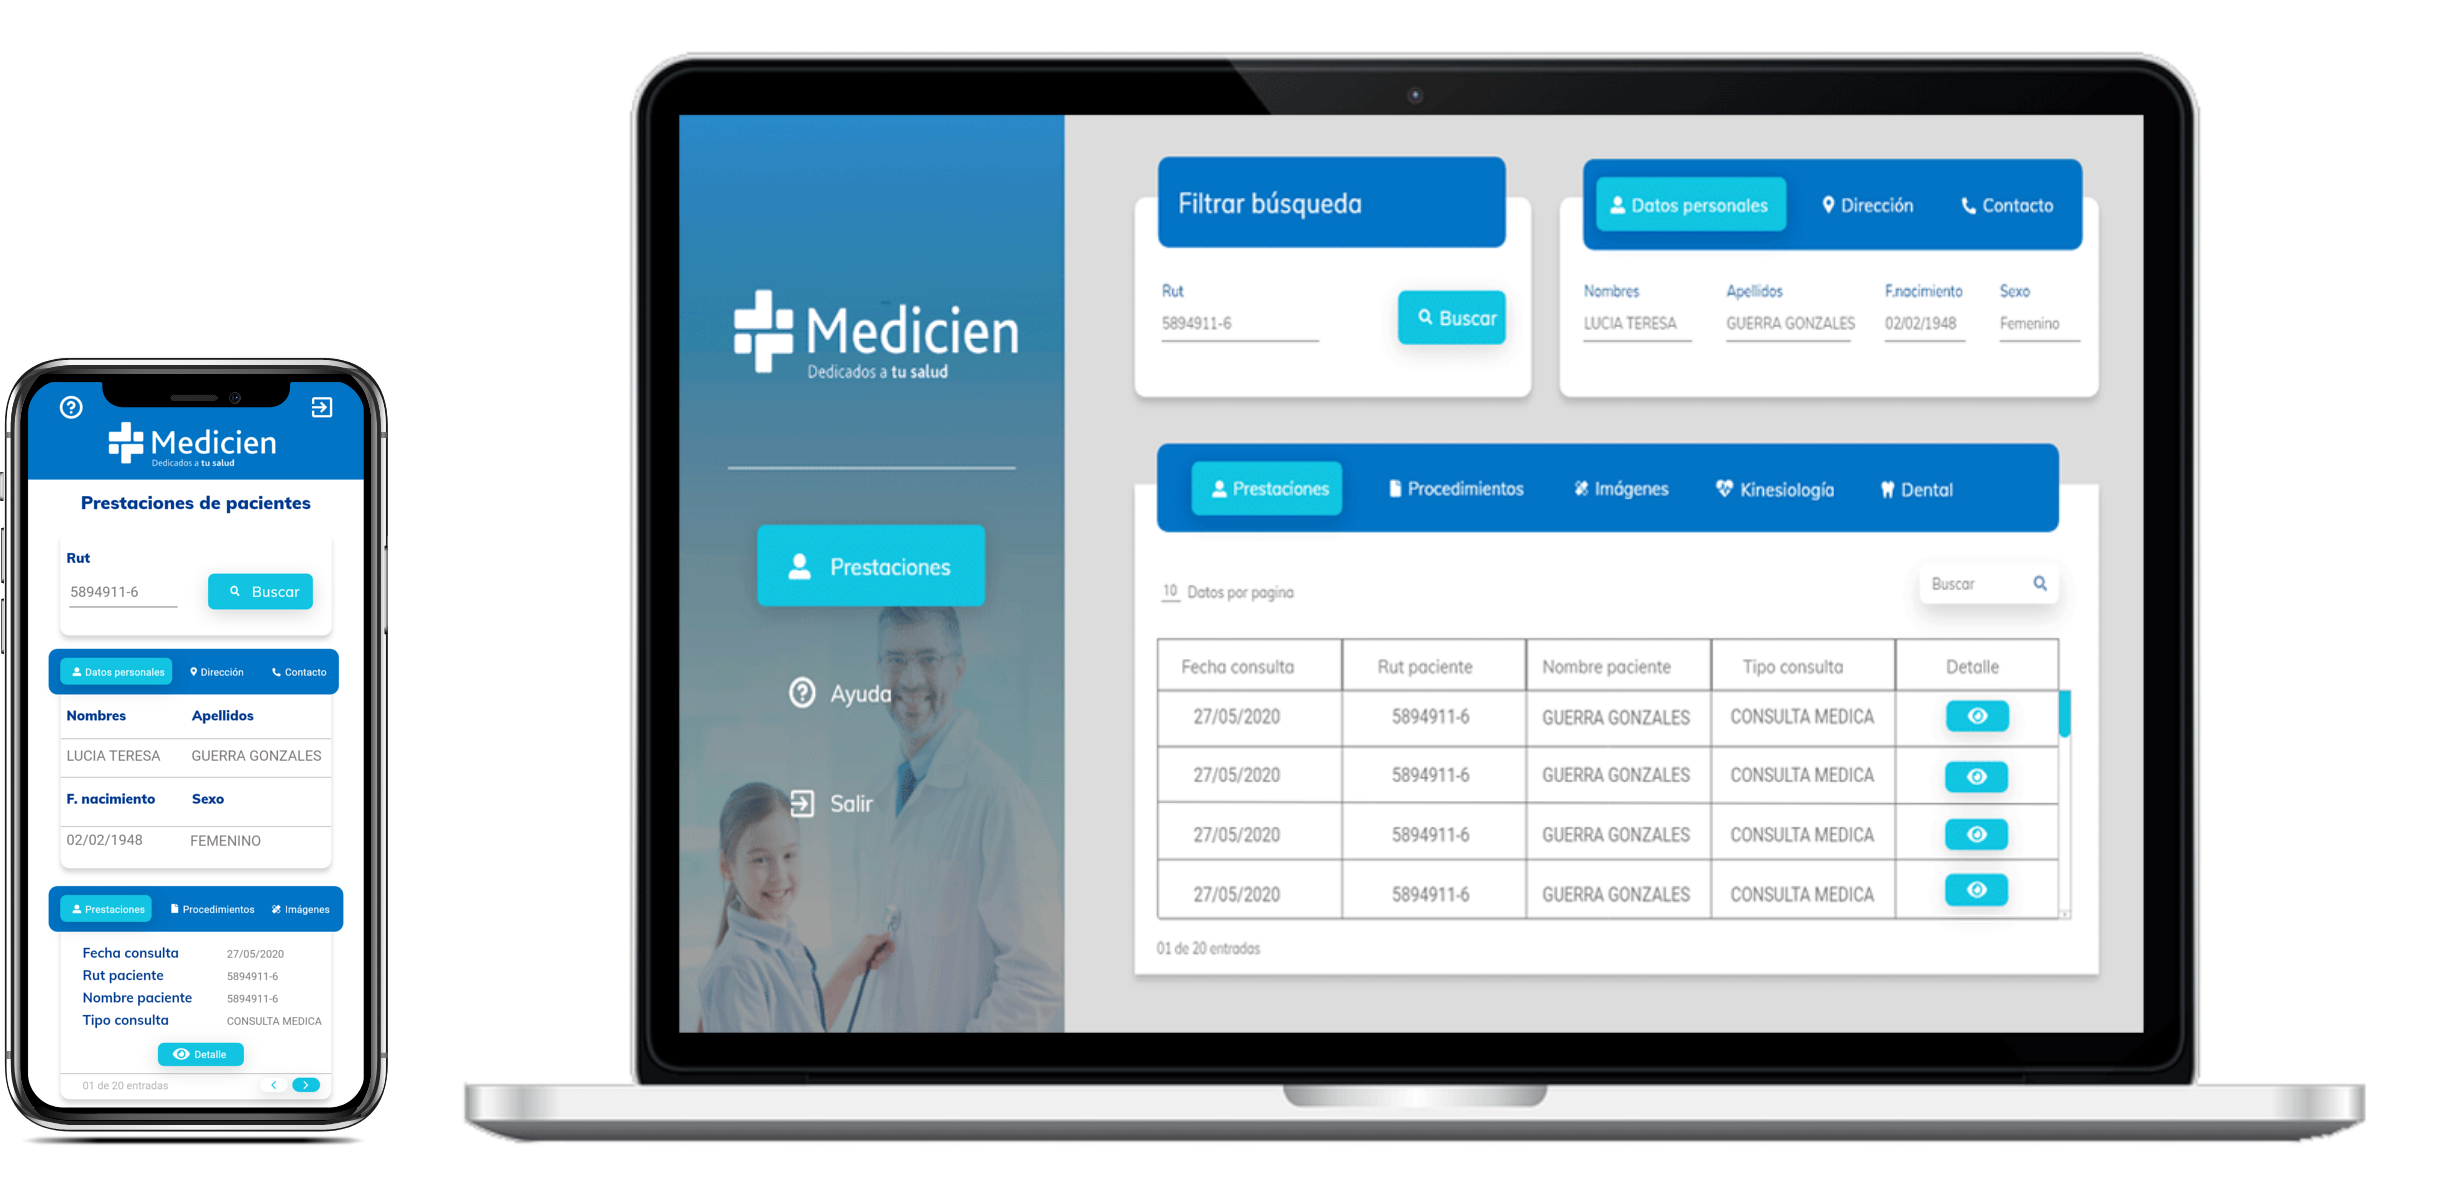 Medicien
Dedicados a tu salud
Prestaciones de pacientes
Rut
5894911-6
Buscar
Datos personales Dirección Contacto
Nombres Apellidos
LUCIA TERESA GUERRA GONZALES
F. nacimiento Sexo
02/02/1948 FEMENINO
Prestaciones Procedimientos Imágenes
Fecha consulta 27/05/2020
Rut paciente 5894911-6
Nombre paciente 5894911-6
Tipo consulta CONSULTA MEDICA
Detalle
01 de 20 entradas
Medicien
Dedicados a tu salud
Prestaciones
Ayuda
Salir
Filtrar búsqueda
Rut
5894911-6
Buscar
Datos personales Dirección Contacto
Nombres Apellidos F.nacimiento Sexo
LUCIA TERESA GUERRA GONZALES 02/02/1948 Femenino
Prestaciones Procedimientos Imágenes Kinesiología Dental
10 Datos por pagina
Buscar
Fecha consulta Rut paciente Nombre paciente Tipo consulta Detalle
27/05/2020 5894911-6 GUERRA GONZALES CONSULTA MEDICA
27/05/2020 5894911-6 GUERRA GONZALES CONSULTA MEDICA
27/05/2020 5894911-6 GUERRA GONZALES CONSULTA MEDICA
27/05/2020 5894911-6 GUERRA GONZALES CONSULTA MEDICA
01 de 20 entradas